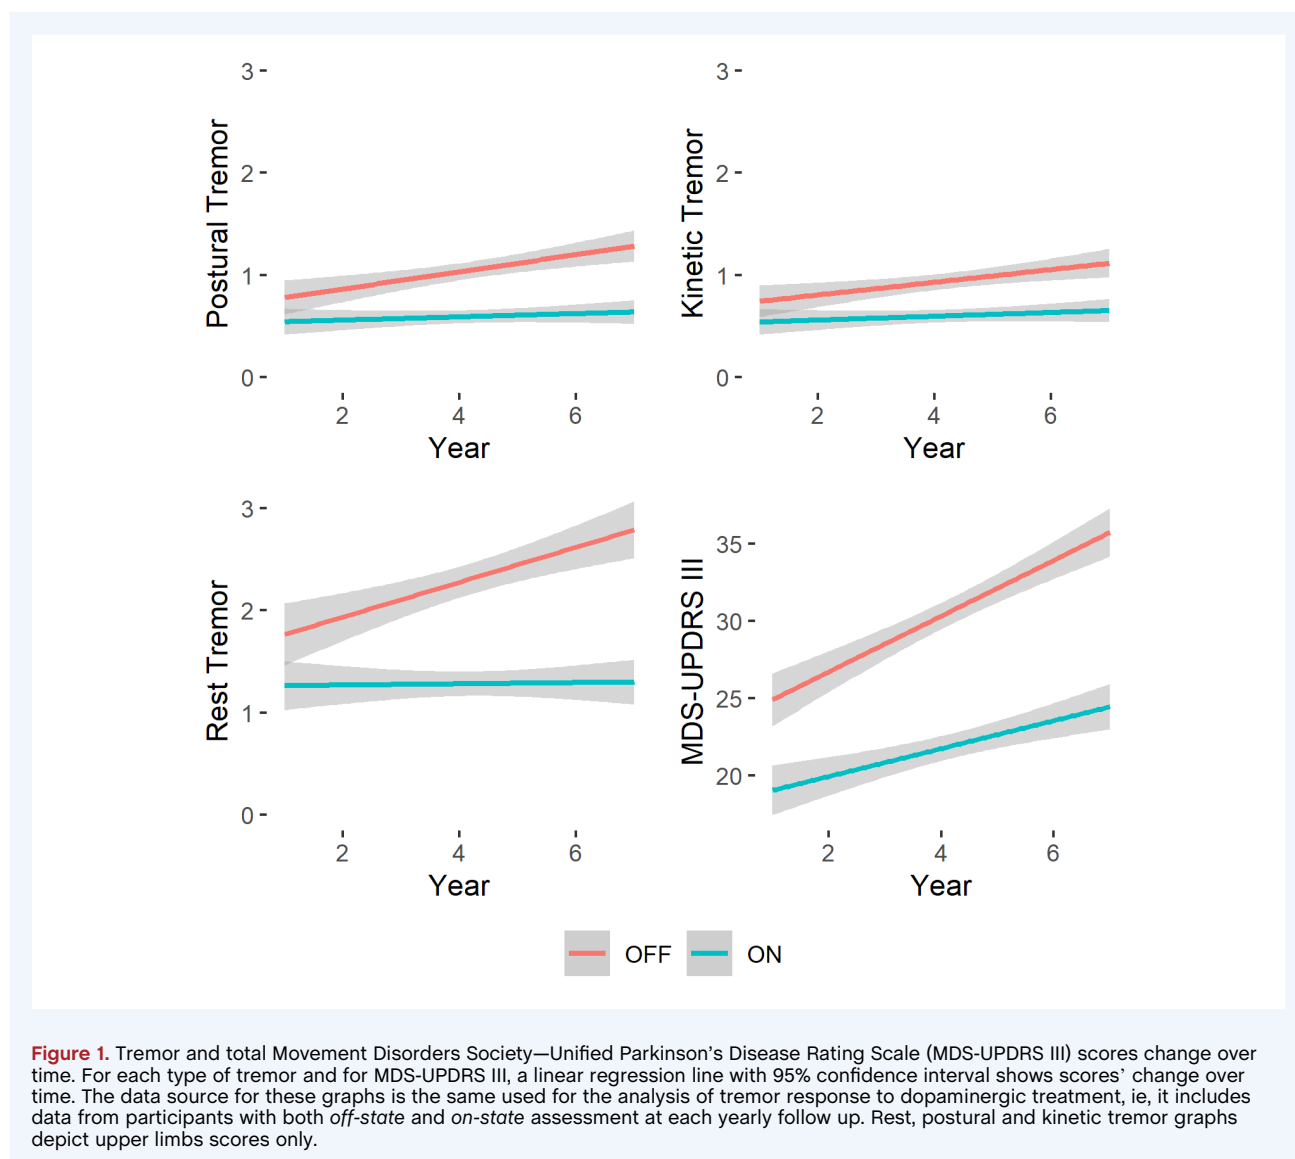 3
2
1
0
Postural Tremor
2 4 6
Year
3
2
1
0
Kinetic Tremor
2 4 6
Year
3
2
1
0
Rest Tremor
2 4 6
Year
35
30
25
20
MDS-UPDRS III
2 4 6
Year
OFF ON
Figure 1. Tremor and total Movement Disorders Society—Unified Parkinson's Disease Rating Scale (MDS-UPDRS III) scores change over
time. For each type of tremor and for MDS-UPDRS III, a linear regression line with 95% confidence interval shows scores' change over
time. The data source for these graphs is the same used for the analysis of tremor response to dopaminergic treatment, ie, it includes
data from participants with both off-state and on-state assessment at each yearly follow up. Rest, postural and kinetic tremor graphs
depict upper limbs scores only.